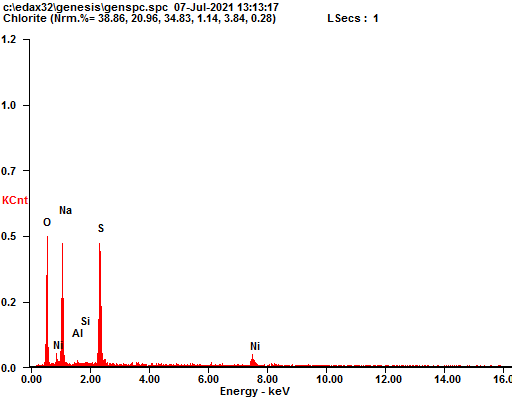 c:\edax32\genesis\genspc.spc 07-Jul-2021 13:13:17
Chlorite (Nrm.%= 38.86, 20.96, 34.83, 1.14, 3.84, 0.28) LSecs : 1
1.2
1.0
0.7
KCnt
Na
O
S
0.5
0.2
Si
Al
Ni
Ni
0.0
0.00 2.00 4.00 6.00 8.00 10.00 12.00 14.00 16.0
Energy - keV